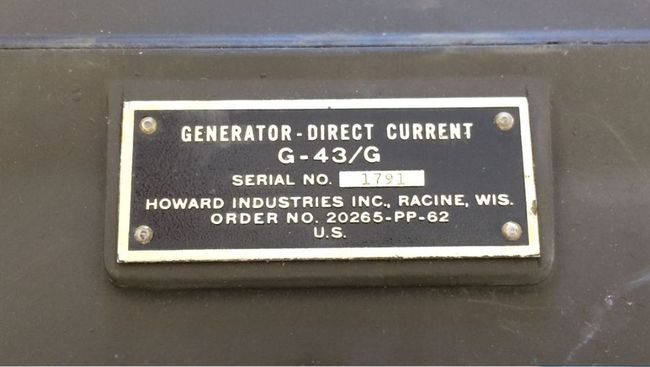 GENERATOR-DIRECT CURRENT
G-43/G
SERIAL NO. 1791
HOWARD INDUSTRIES INC., RACINE, WIS.
ORDER NO. 20265-PP-62
U.S.